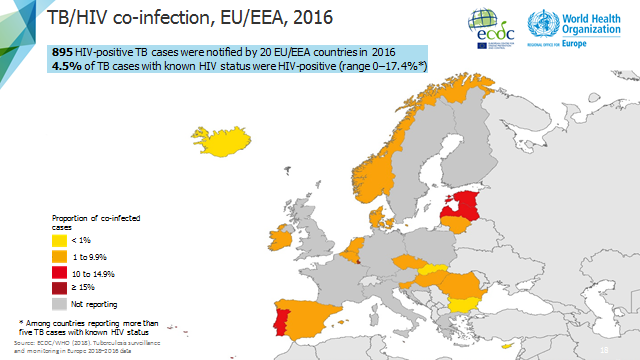 TB/HIV co-infection, EU/EEA, 2016
ecdc
World Health
Organization
REGIONAL OFFICE FOR Europe
895 HIV-positive TB cases were notified by 20 EU/EEA countries in 2016
4.5% of TB cases with known HIV status were HIV-positive (range 0–17.4%*)
Proportion of co-infected
cases
< 1%
1 to 9.9%
10 to 14.9%
≥ 15%
Not reporting
* Among countries reporting more than
five TB cases with known HIV status
Source: ECDC/WHO (2018). Tuberculosis surveillance
and monitoring in Europe 2018–2016 data
18